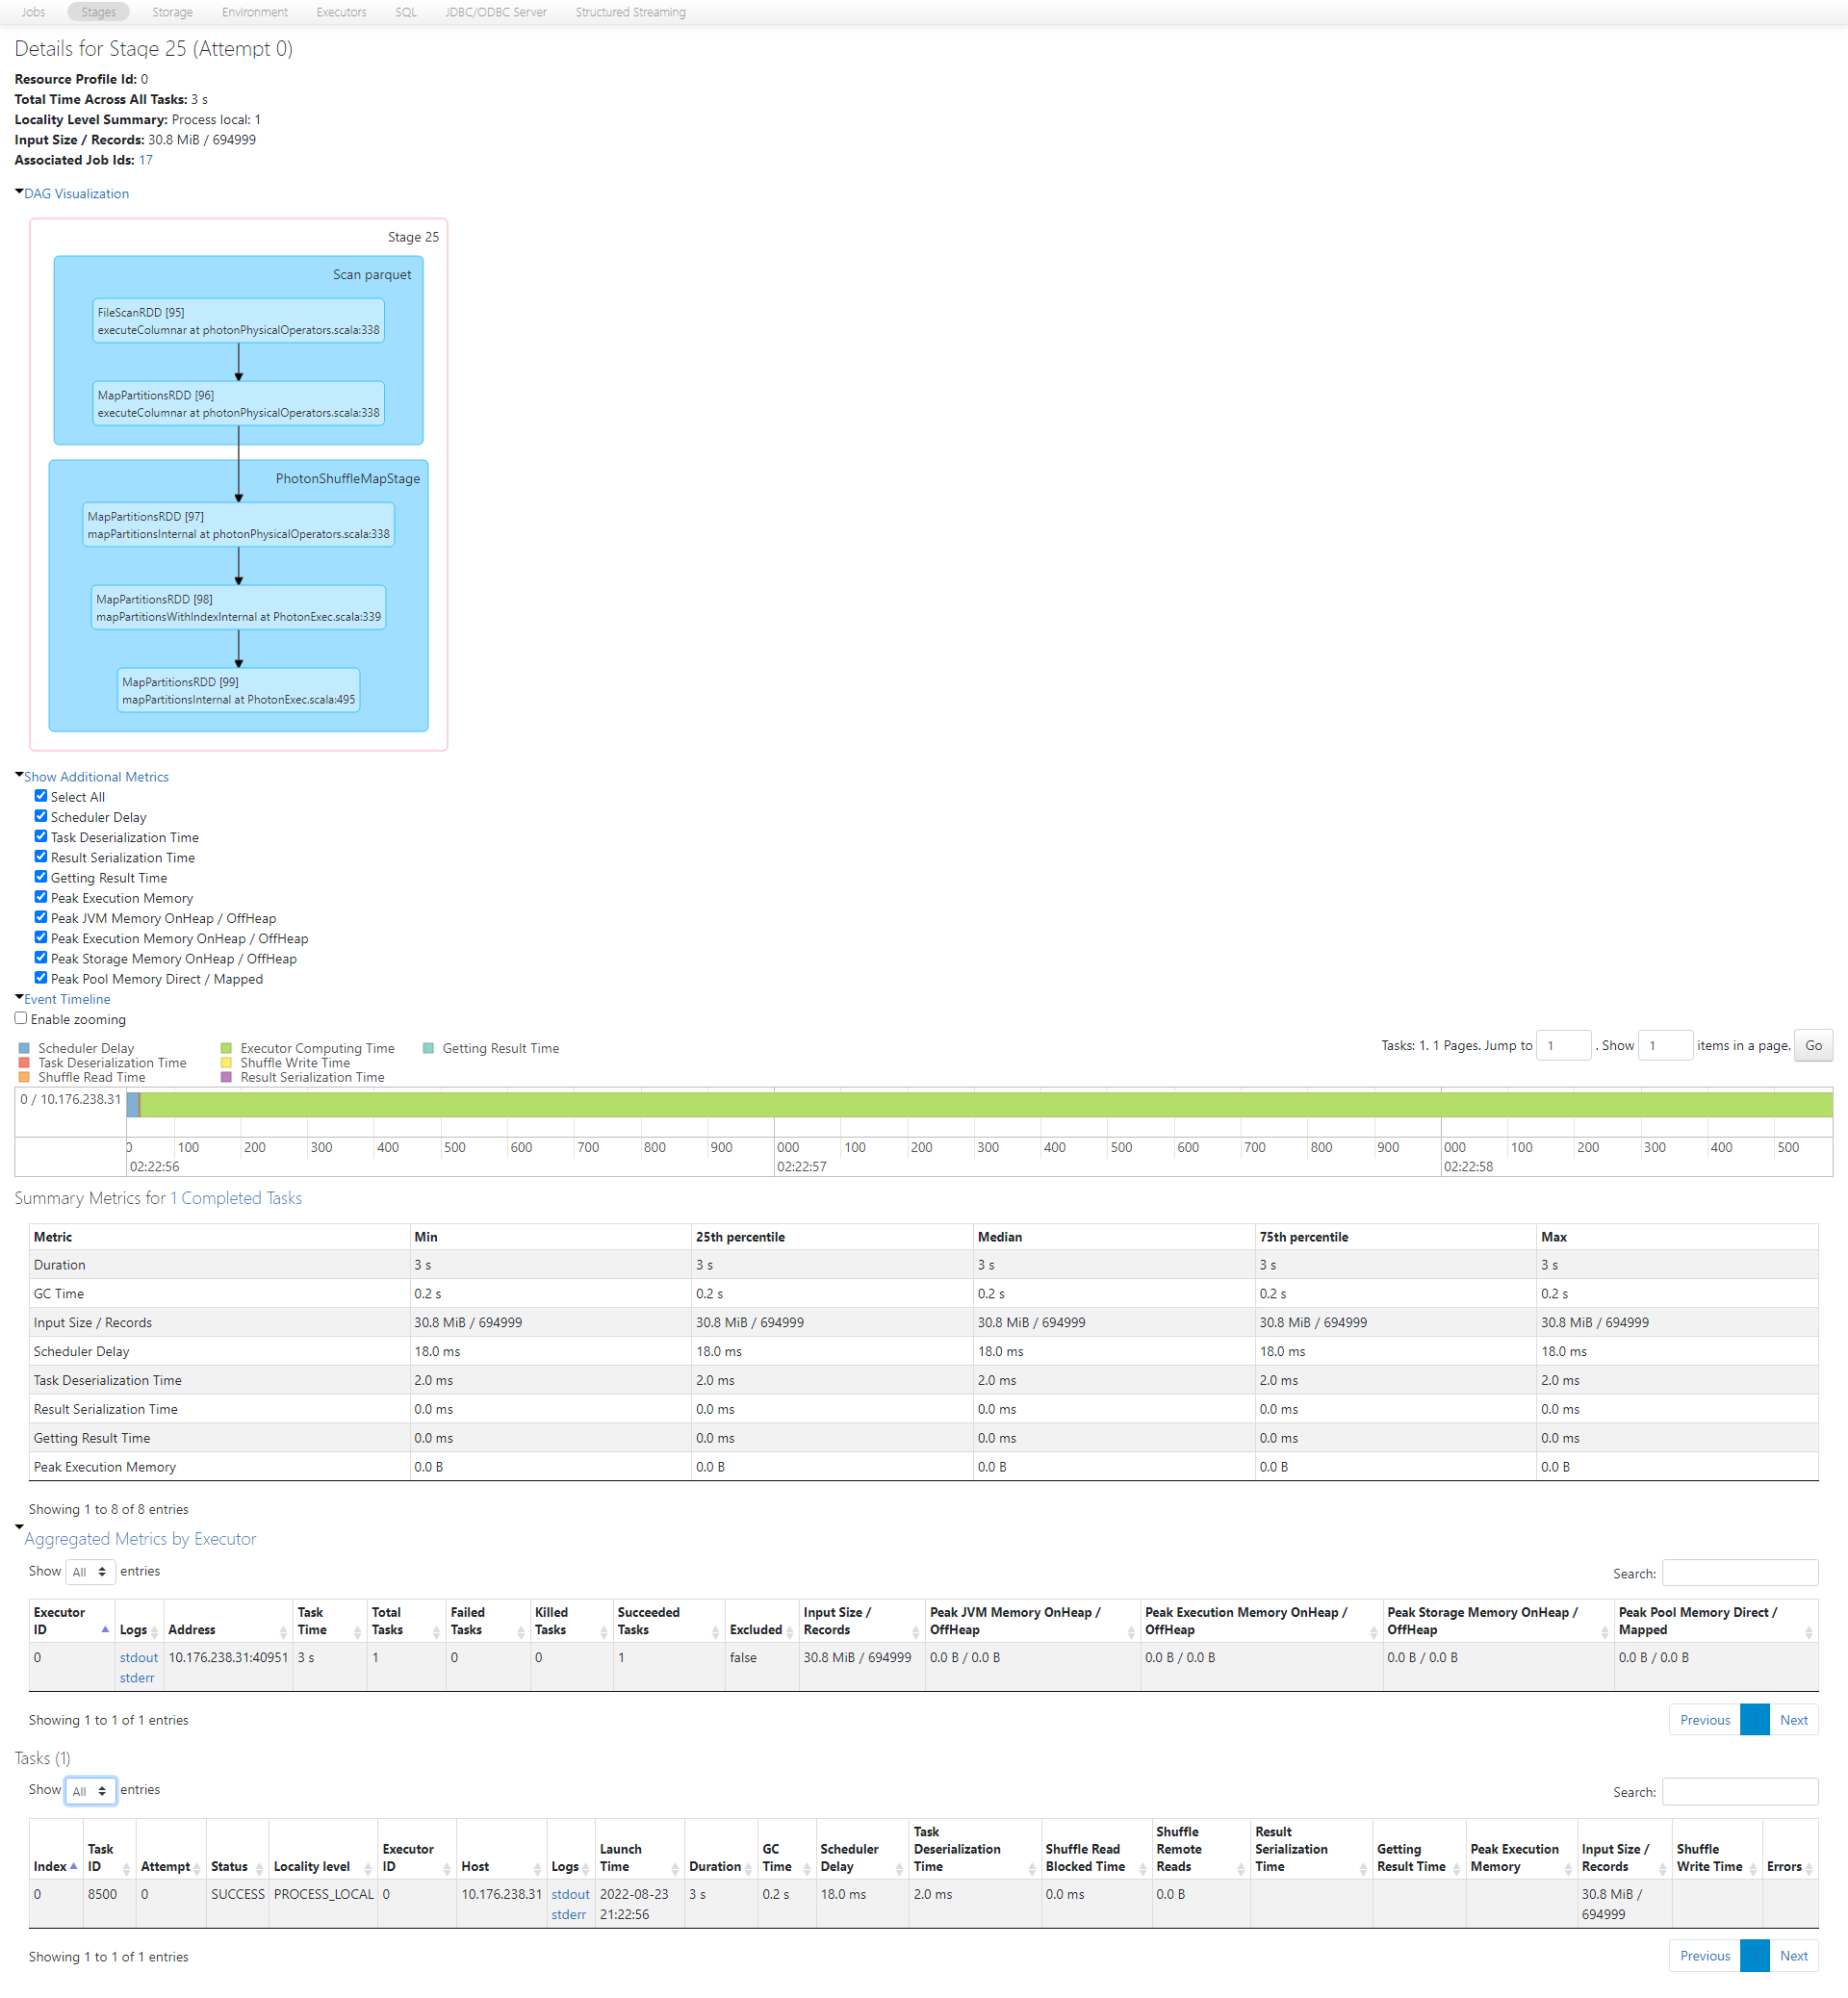 Jobs Stages Storage Environment Executors SQL JDBC/ODBC Server Structured Streaming
Details for Stage 25 (Attempt 0)
Resource Profile Id: 0
Total Time Across All Tasks: 3 s
Locality Level Summary: Process local: 1
Input Size / Records: 30.8 MiB / 694999
Associated Job Ids: 17
DAG Visualization
Stage 25
Scan parquet
FileScanRDD [95]
executeColumnar at photonPhysicalOperators.scala:338
MapPartitionsRDD [96]
executeColumnar at photonPhysicalOperators.scala:338
PhotonShuffleMapStage
MapPartitionsRDD [97]
mapPartitionsInternal at photonPhysicalOperators.scala:338
MapPartitionsRDD [98]
mapPartitionsWithIndexInternal at PhotonExec.scala:339
MapPartitionsRDD [99]
mapPartitionsInternal at PhotonExec.scala:495
Show Additional Metrics
Select All
Scheduler Delay
Task Deserialization Time
Result Serialization Time
Getting Result Time
Peak Execution Memory
Peak JVM Memory OnHeap / OffHeap
Peak Execution Memory OnHeap / OffHeap
Peak Storage Memory OnHeap / OffHeap
Peak Pool Memory Direct / Mapped
Event Timeline
Enable zooming
Tasks: 1. 1 Pages. Jump to 1 . Show 1 items in a page. Go
Scheduler Delay Executor Computing Time Getting Result Time
Task Deserialization Time Shuffle Write Time
Shuffle Read Time Result Serialization Time
0 / 10.176.238.31
0 100 200 300 400 500 600 700 800 900 000 100 200 300 400 500 600 700 800 900 000 100 200 300 400 500
02:22:56 02:22:57 02:22:58
Summary Metrics for 1 Completed Tasks
Metric Min 25th percentile Median 75th percentile Max
Duration 3 s 3 s 3 s 3 s 3 s
GC Time 0.2 s 0.2 s 0.2 s 0.2 s 0.2 s
Input Size / Records 30.8 MiB / 694999 30.8 MiB / 694999 30.8 MiB / 694999 30.8 MiB / 694999 30.8 MiB / 694999
Scheduler Delay 18.0 ms 18.0 ms 18.0 ms 18.0 ms 18.0 ms
Task Deserialization Time 2.0 ms 2.0 ms 2.0 ms 2.0 ms 2.0 ms
Result Serialization Time 0.0 ms 0.0 ms 0.0 ms 0.0 ms 0.0 ms
Getting Result Time 0.0 ms 0.0 ms 0.0 ms 0.0 ms 0.0 ms
Peak Execution Memory 0.0 B 0.0 B 0.0 B 0.0 B 0.0 B
Showing 1 to 8 of 8 entries
Aggregated Metrics by Executor
Show All entries Search:
Executor ID Logs Address Task Time Total Tasks Failed Tasks Killed Tasks Succeeded Tasks Excluded Input Size / Records Peak JVM Memory OnHeap / OffHeap Peak Execution Memory OnHeap / OffHeap Peak Storage Memory OnHeap / OffHeap Peak Pool Memory Direct / Mapped
0 stdout 10.176.238.31:40951 3 s 1 0 0 1 false 30.8 MiB / 694999 0.0 B / 0.0 B 0.0 B / 0.0 B 0.0 B / 0.0 B 0.0 B / 0.0 B
stderr
Showing 1 to 1 of 1 entries Previous Next
Tasks (1)
Show All entries Search:
Index Task ID Attempt Status Locality level Executor ID Host Logs Launch Time Duration GC Time Scheduler Delay Task Deserialization Time Shuffle Read Blocked Time Shuffle Remote Reads Result Serialization Time Getting Result Time Peak Execution Memory Input Size / Records Shuffle Write Time Errors
0 8500 0 SUCCESS PROCESS_LOCAL 0 10.176.238.31 stdout 2022-08-23 3 s 0.2 s 18.0 ms 2.0 ms 0.0 ms 0.0 B 30.8 MiB /
stderr 21:22:56 694999
Showing 1 to 1 of 1 entries Previous Next